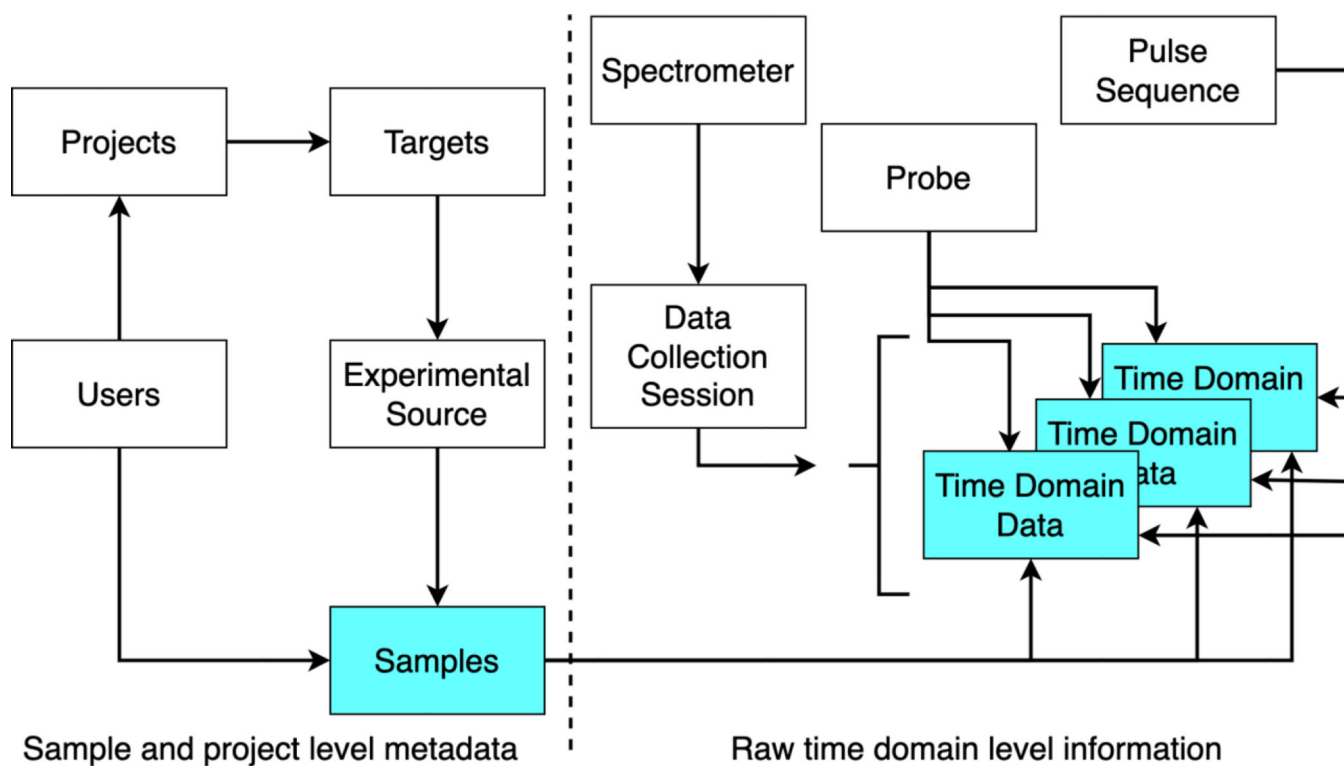 Projects
Targets
Users
Experimental
Source
Samples
Sample and project level metadata
Spectrometer
Pulse
Sequence
Probe
Data
Collection
Session
Time Domain
Time Domain
ata
Time Domain
Data
Raw time domain level information